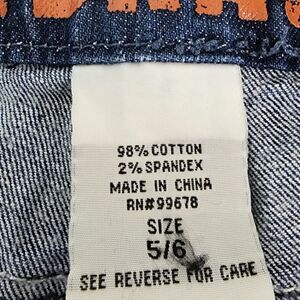 98% COTTON
2% SPANDEX
MADE IN CHINA
RN#99678
SIZE
5/6
SEE REVERSE FOR CARE